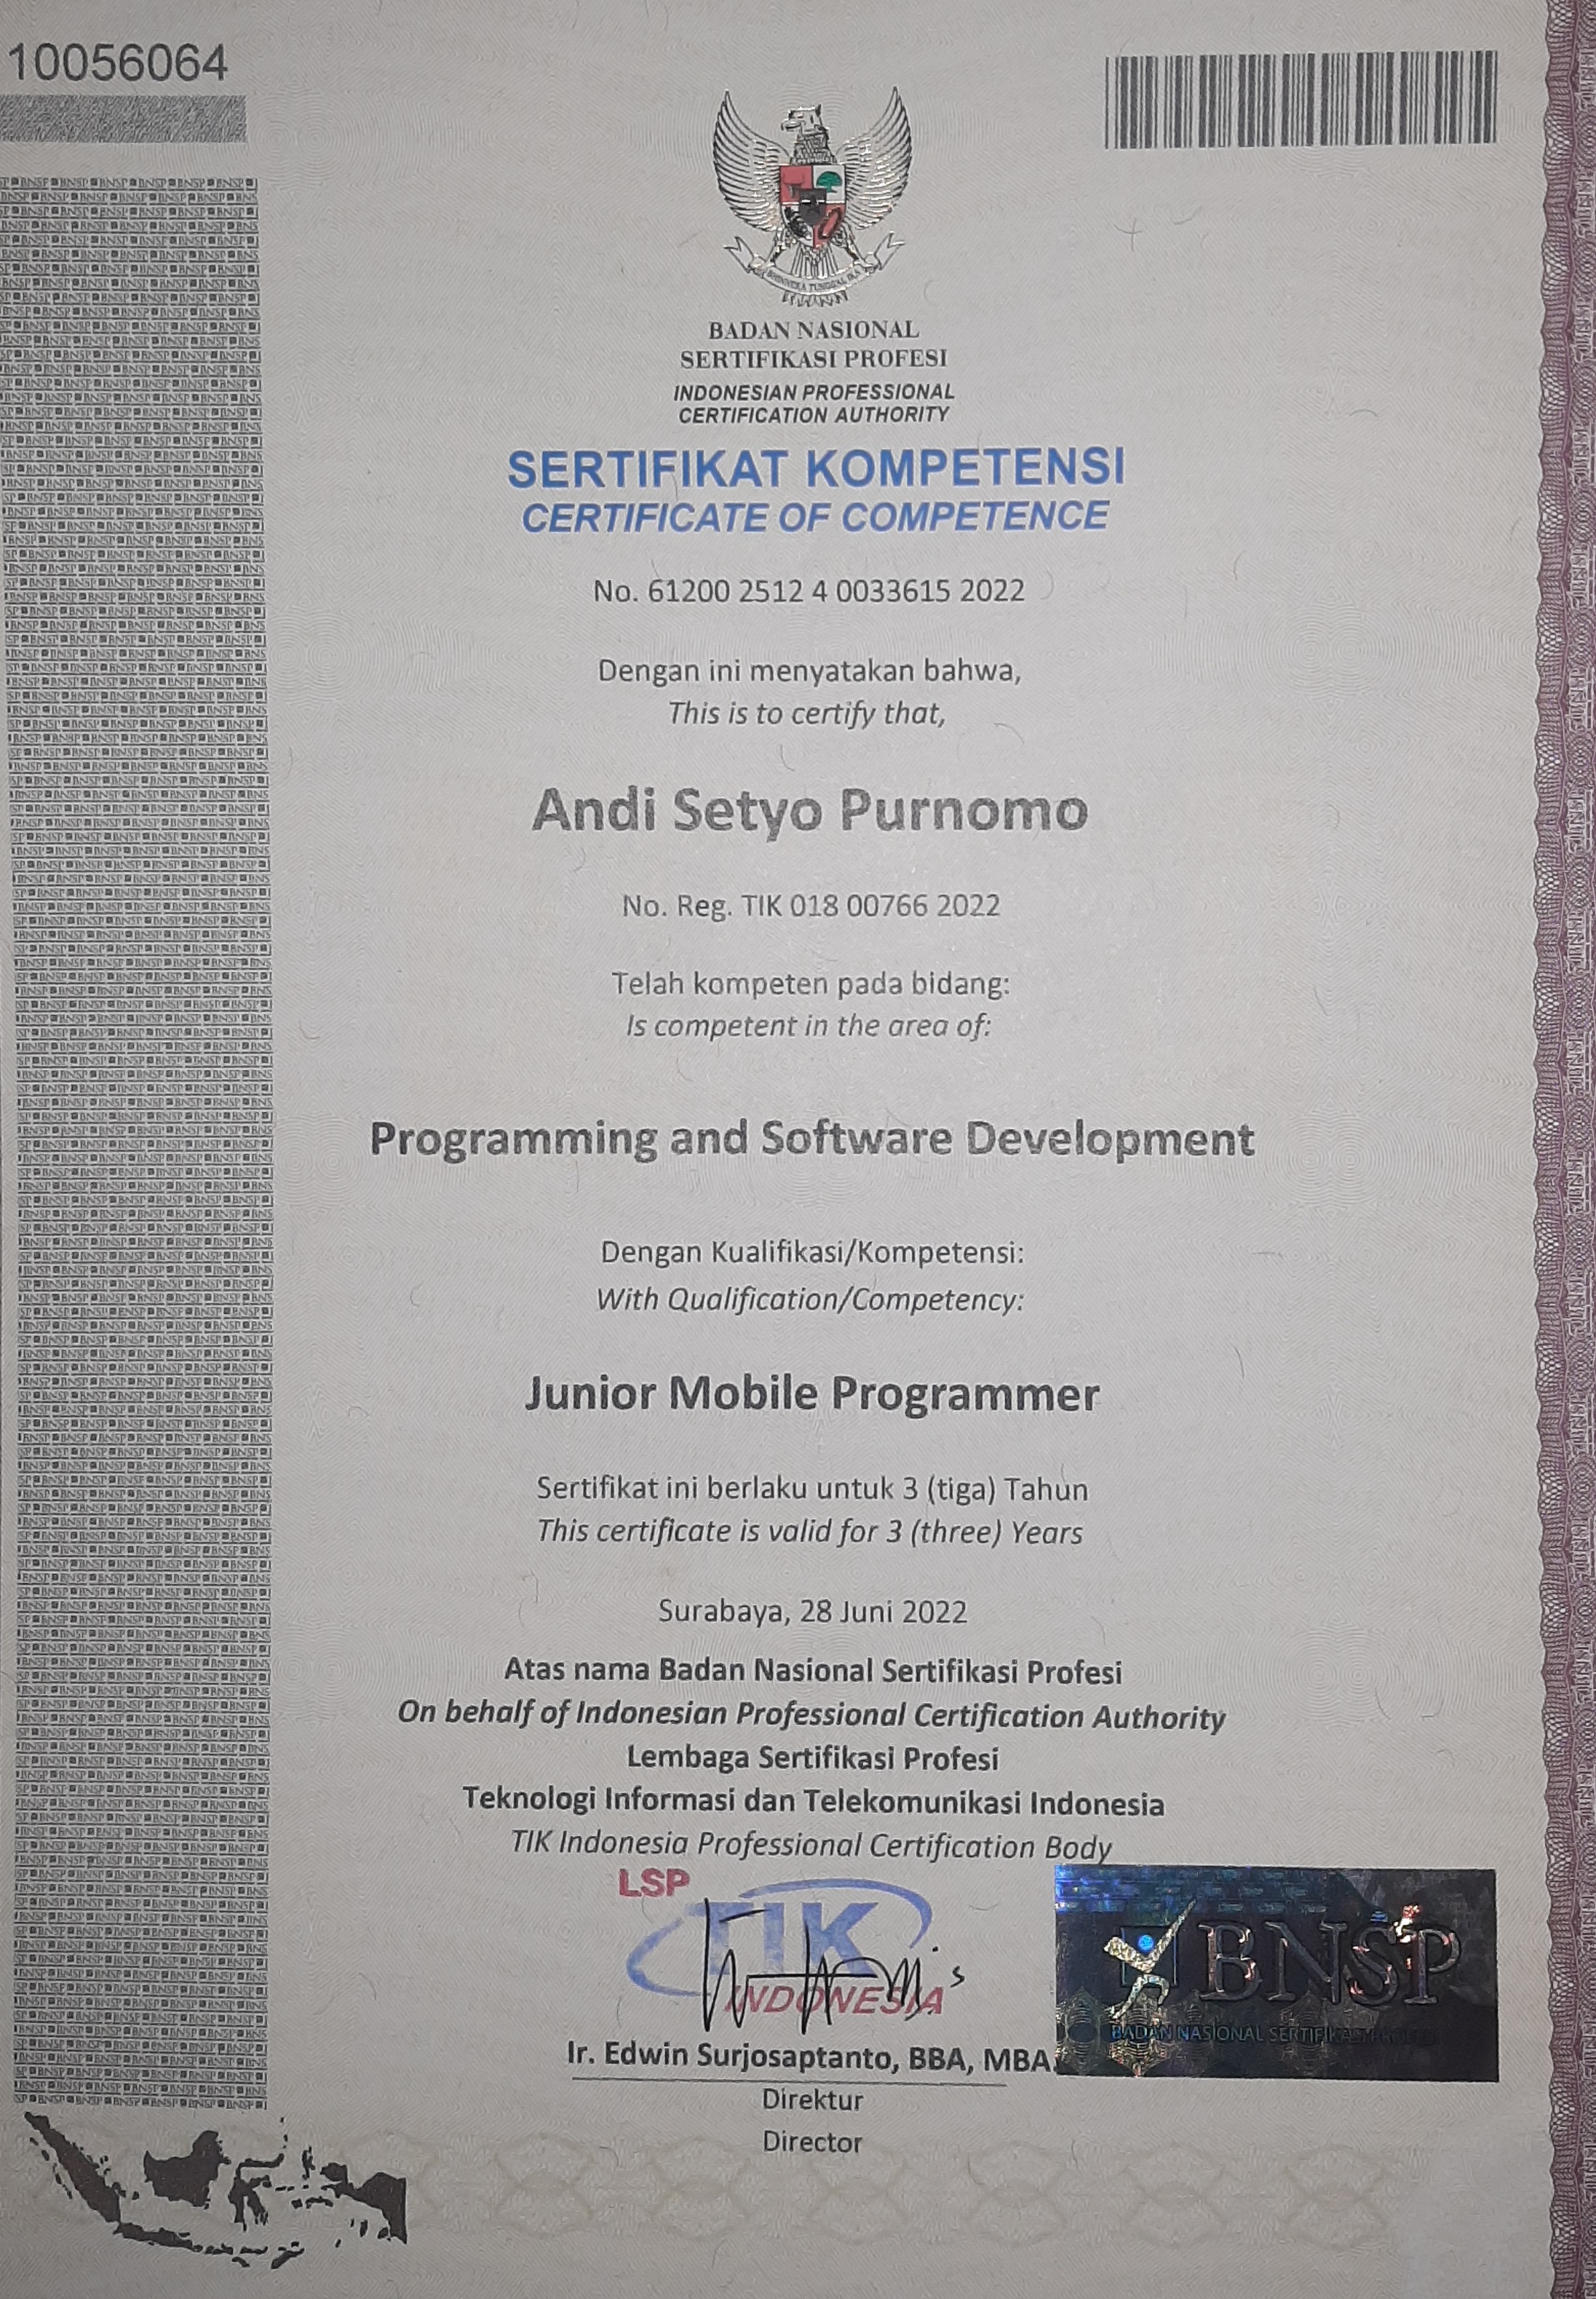 10056064
BHINNEKA TUNGGAL IKA
BADAN NASIONAL
SERTIFIKASI PROFESI
INDONESIAN PROFESSIONAL
CERTIFICATION AUTHORITY
SERTIFIKAT KOMPETENSI
CERTIFICATE OF COMPETENCE
No. 61200 2512 4 0033615 2022
Dengan ini menyatakan bahwa,
This is to certify that,
Andi Setyo Purnomo
No. Reg. TIK 018 00766 2022
Telah kompeten pada bidang:
Is competent in the area of:
Programming and Software Development
Dengan Kualifikasi/Kompetensi:
With Qualification/Competency:
Junior Mobile Programmer
Sertifikat ini berlaku untuk 3 (tiga) Tahun
This certificate is valid for 3 (three) Years
Surabaya, 28 Juni 2022
Atas nama Badan Nasional Sertifikasi Profesi
On behalf of Indonesian Professional Certification Authority
Lembaga Sertifikasi Profesi
Teknologi Informasi dan Telekomunikasi Indonesia
TIK Indonesia Professional Certification Body
LSP
TIK
INDONESIA
BNSP
BADAN NASIONAL SERTIFIKASI PROFESI
Ir. Edwin Surjosaptanto, BBA, MBA.
Direktur
Director